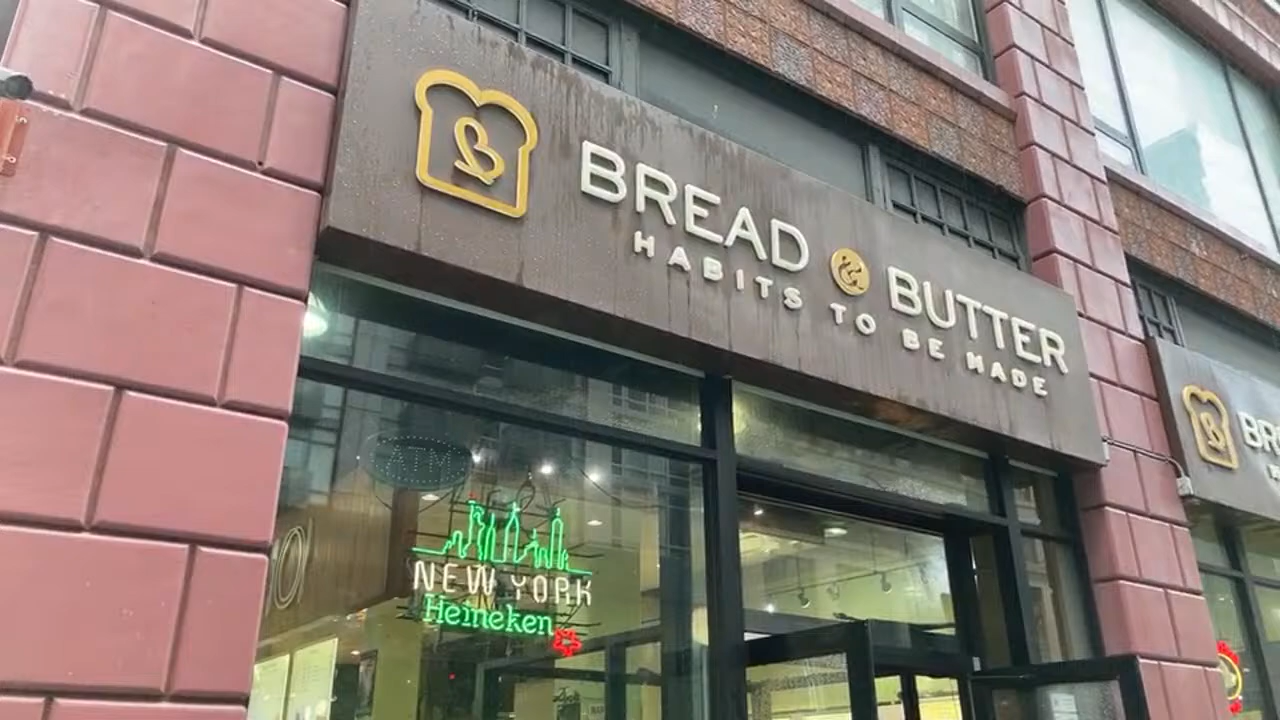 BREAD & BUTTER
HABITS TO BE MADE
ATM
NEW YORK
Heineken